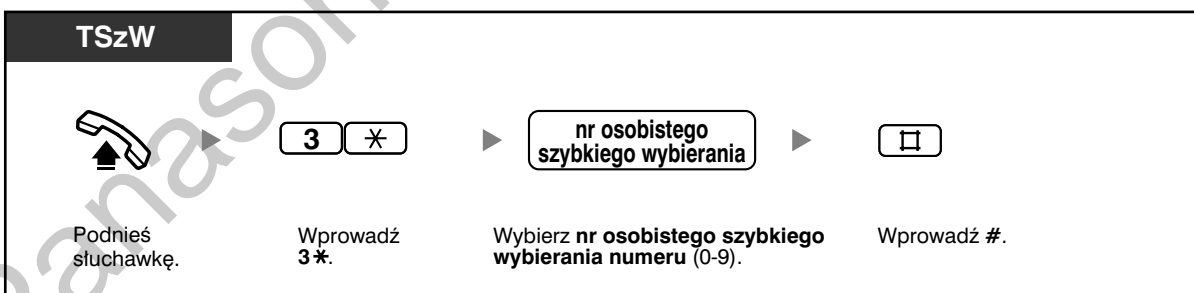 TSzW
3 * nr osobistego #
szybkiego wybierania
Podnieś Wprowadź Wybierz nr osobistego szybkiego Wprowadź #.
słuchawkę. 3*. wybierania numeru (0-9).
Panason